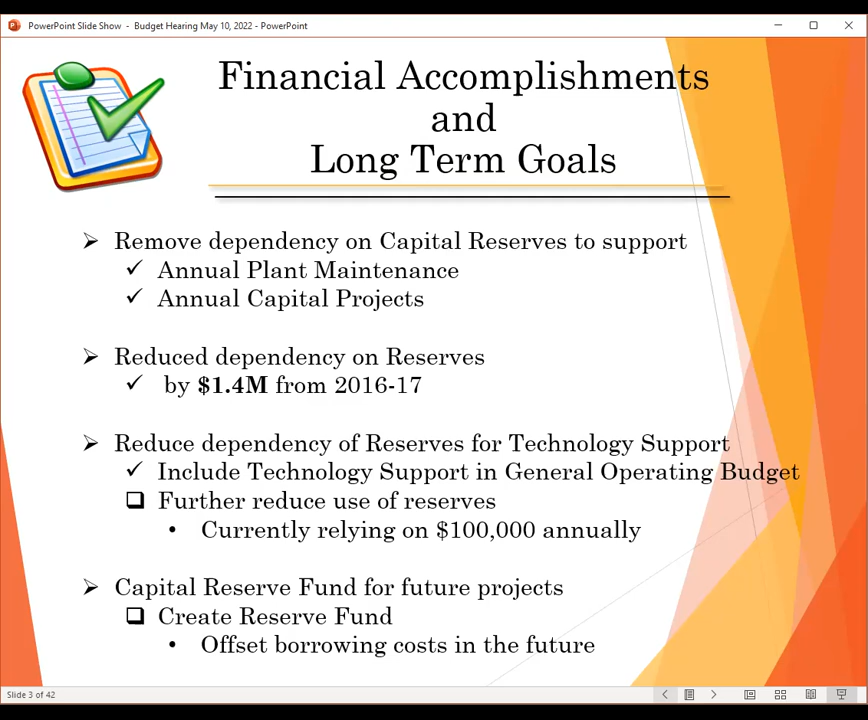 PowerPoint Slide Show - Budget Hearing May 10, 2022 - PowerPoint
Financial Accomplishments
and
Long Term Goals
Remove dependency on Capital Reserves to support
Annual Plant Maintenance
Annual Capital Projects
Reduced dependency on Reserves
by $1.4M from 2016-17
Reduce dependency of Reserves for Technology Support
Include Technology Support in General Operating Budget
Further reduce use of reserves
• Currently relying on $100,000 annually
Capital Reserve Fund for future projects
Create Reserve Fund
• Offset borrowing costs in the future
Slide 3 of 42